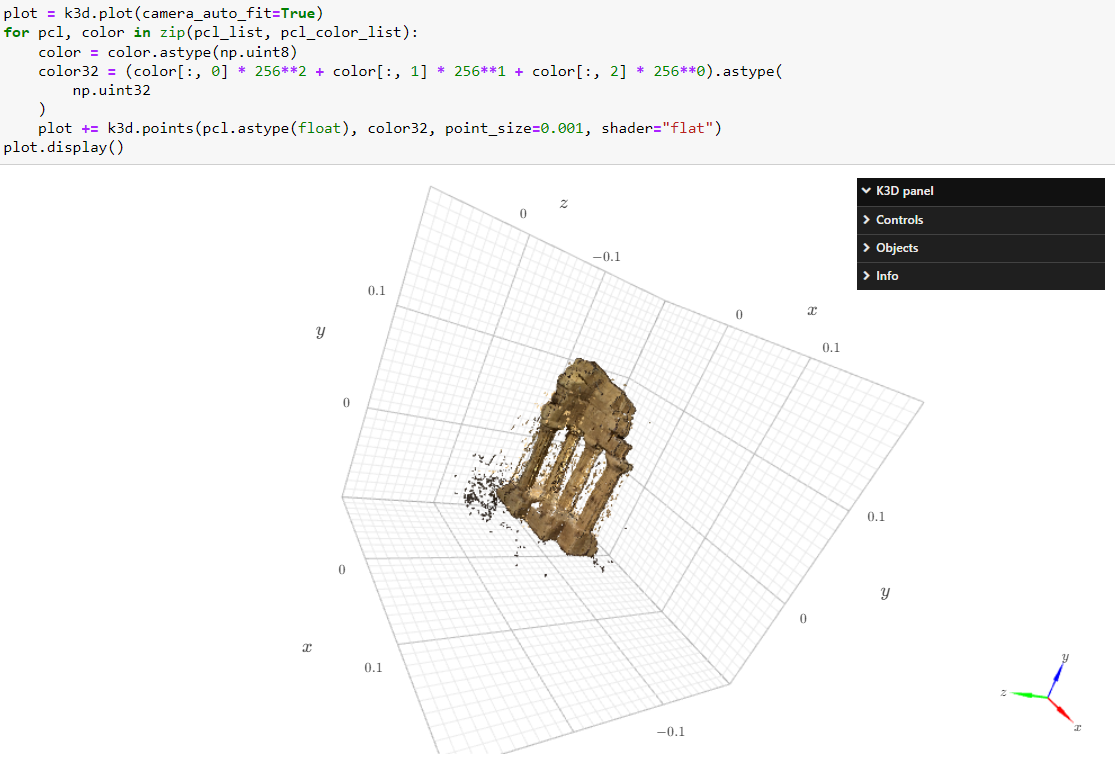 plot = k3d.plot(camera_auto_fit=True)
for pcl, color in zip(pcl_list, pcl_color_list):
    color = color.astype(np.uint8)
    color32 = (color[:, 0] * 256**2 + color[:, 1] * 256**1 + color[:, 2] * 256**0).astype(
        np.uint32
    )
    plot += k3d.points(pcl.astype(float), color32, point_size=0.001, shader="flat")
plot.display()
K3D panel
Controls
Objects
Info
z
0
−0.1
0
x
0.1
0.1
y
0
0.1
0
y
0
x
0.1
−0.1
y
z
x